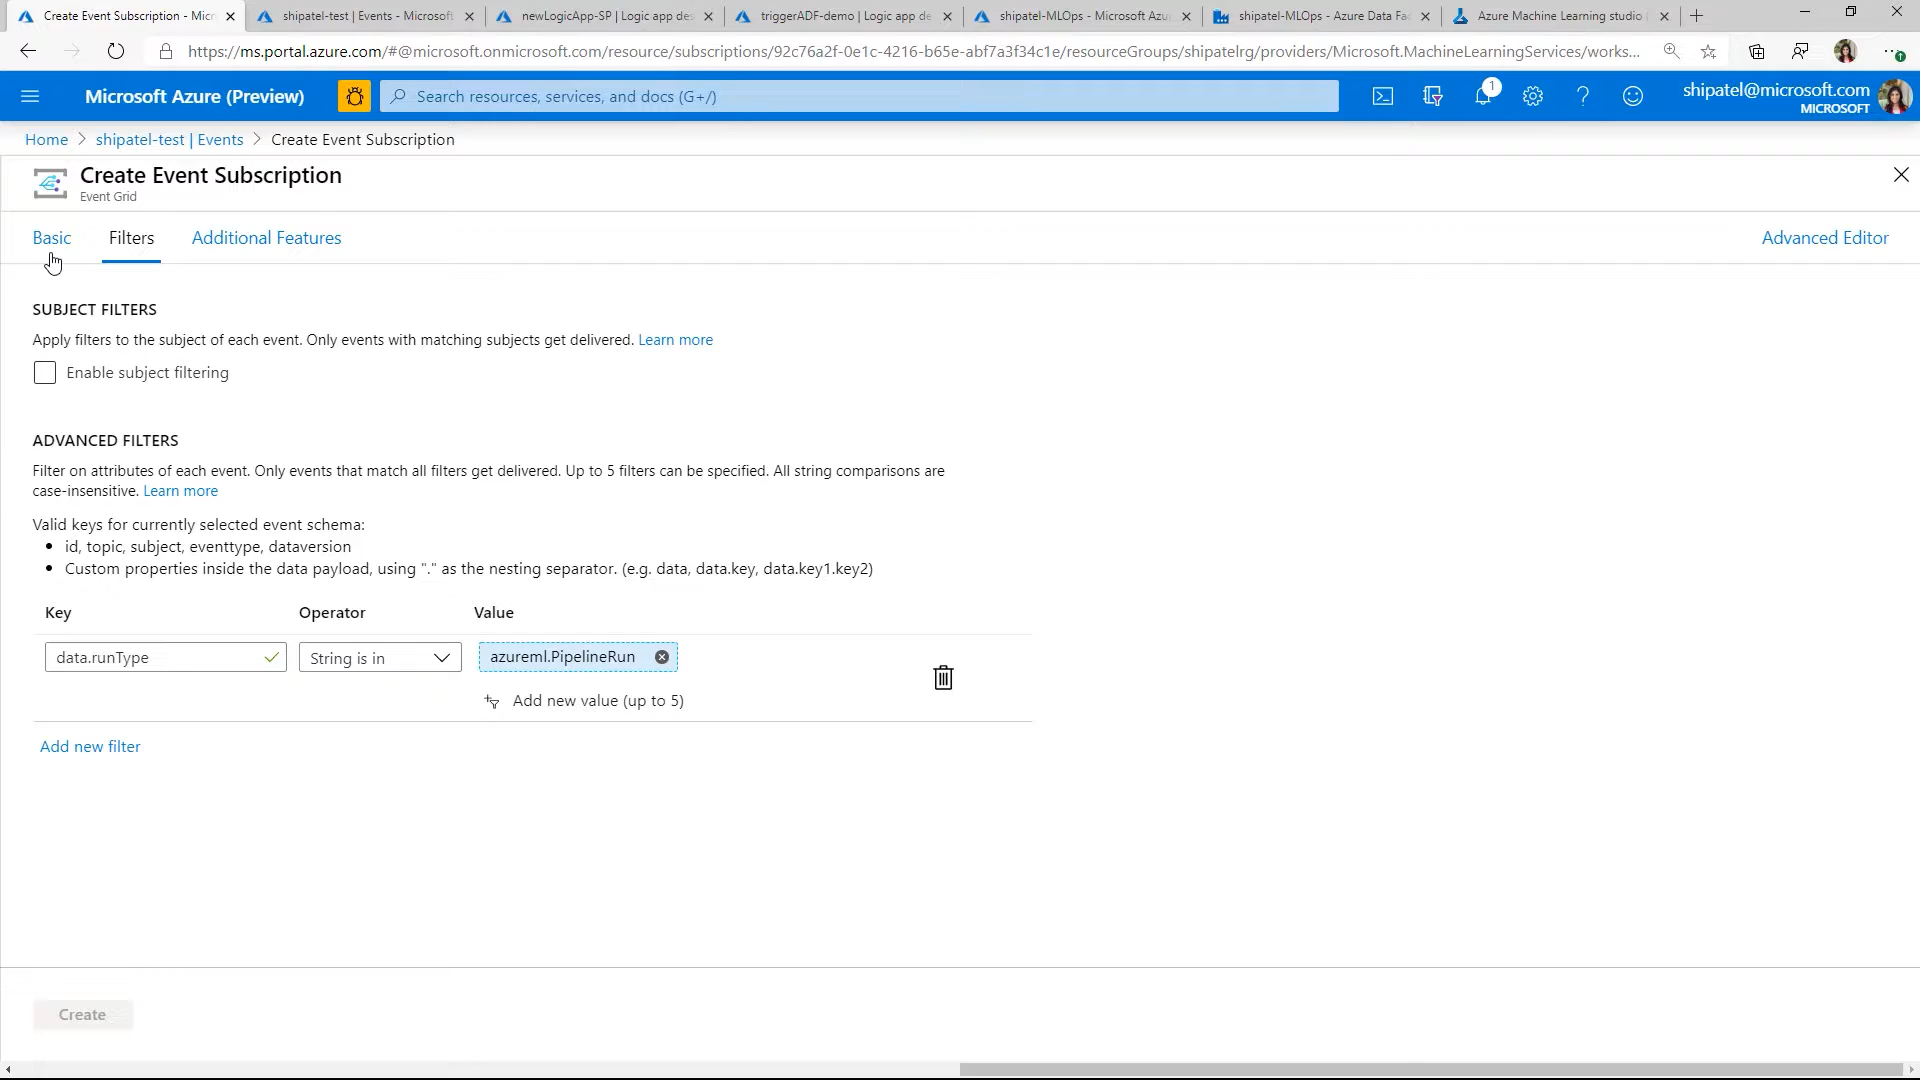 Create Event Subscription - Micr
shipatel-test | Events - Microsoft
newLogicApp-SP | Logic app des
triggerADF-demo | Logic app de
shipatel-MLOps - Microsoft Azu
shipatel-MLOps - Azure Data Fac
Azure Machine Learning studio
https://ms.portal.azure.com/#@microsoft.onmicrosoft.com/resource/subscriptions/92c76a2f-0e1c-4216-b65e-abf7a3f34c1e/resourceGroups/shipatelrg/providers/Microsoft.MachineLearningServices/works...
Microsoft Azure (Preview)
Search resources, services, and docs (G+/)
1
shipatel@microsoft.com
MICROSOFT
Home > shipatel-test | Events > Create Event Subscription
Create Event Subscription
Event Grid
Basic Filters Additional Features Advanced Editor
SUBJECT FILTERS
Apply filters to the subject of each event. Only events with matching subjects get delivered. Learn more
Enable subject filtering
ADVANCED FILTERS
Filter on attributes of each event. Only events that match all filters get delivered. Up to 5 filters can be specified. All string comparisons are
case-insensitive. Learn more
Valid keys for currently selected event schema:
• id, topic, subject, eventtype, dataversion
• Custom properties inside the data payload, using "." as the nesting separator. (e.g. data, data.key, data.key1.key2)
Key Operator Value
data.runType String is in azureml.PipelineRun
Add new value (up to 5)
Add new filter
Create